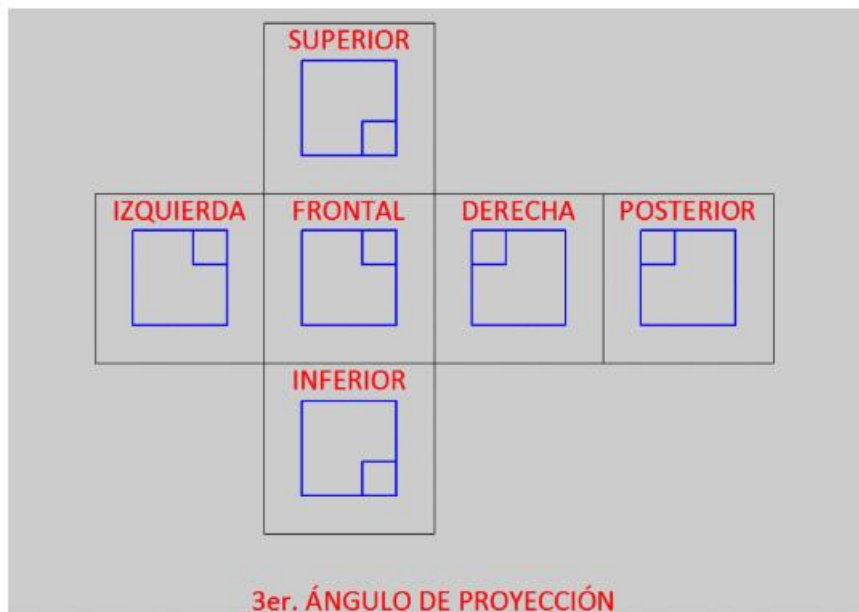 SUPERIOR
IZQUIERDA
FRONTAL
DERECHA
POSTERIOR
INFERIOR
3er. ÁNGULO DE PROYECCIÓN